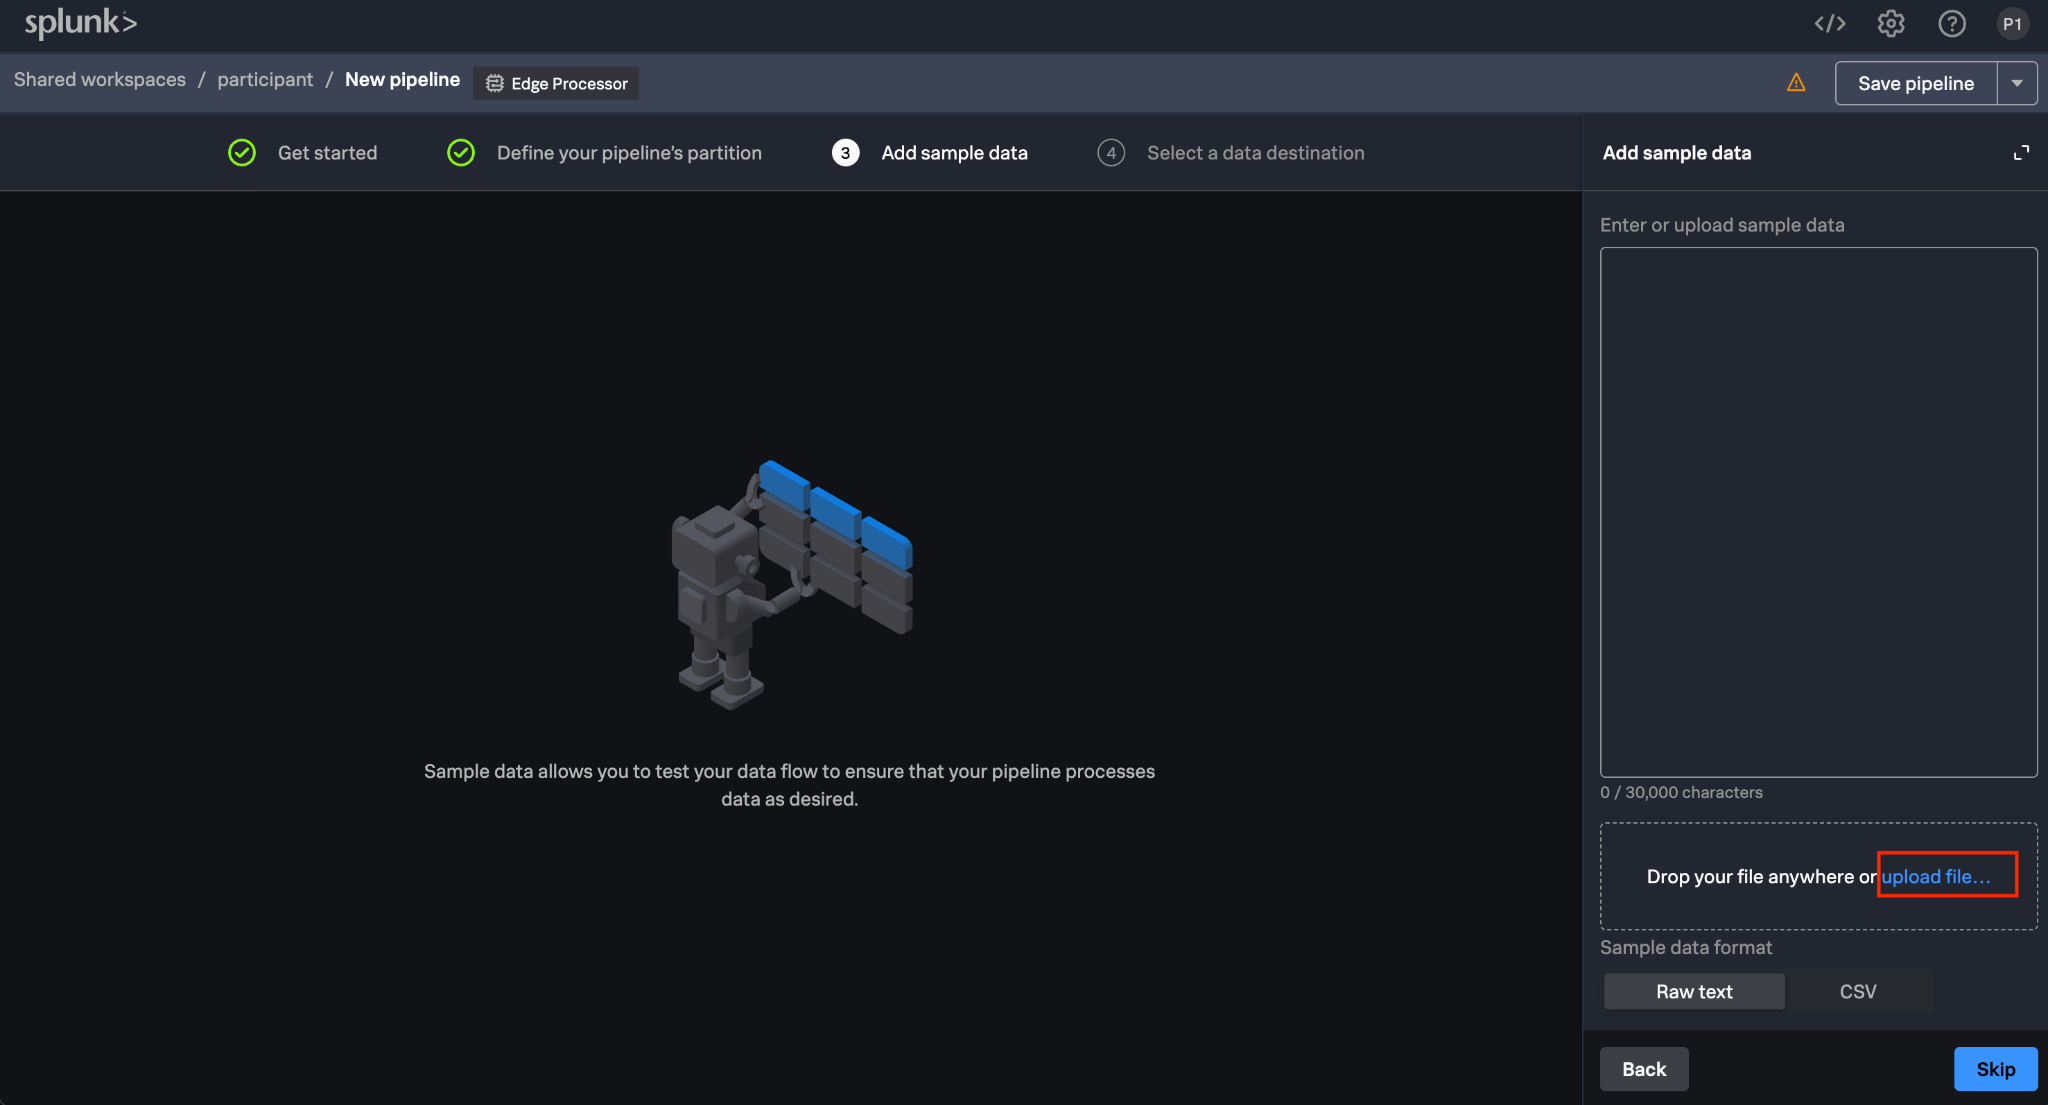 splunk>
P1
Shared workspaces / participant / New pipeline
Edge Processor
Save pipeline
Get started
Define your pipeline's partition
3 Add sample data
4 Select a data destination
Add sample data
Enter or upload sample data
0 / 30,000 characters
Drop your file anywhere or upload file...
Sample data format
Raw text
CSV
Back
Skip
Sample data allows you to test your data flow to ensure that your pipeline processes
data as desired.